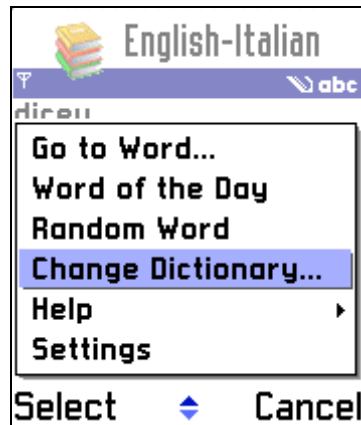 English-Italian
abc
Go to Word...
Word of the Day
Random Word
Change Dictionary...
Help
Settings
Select Cancel